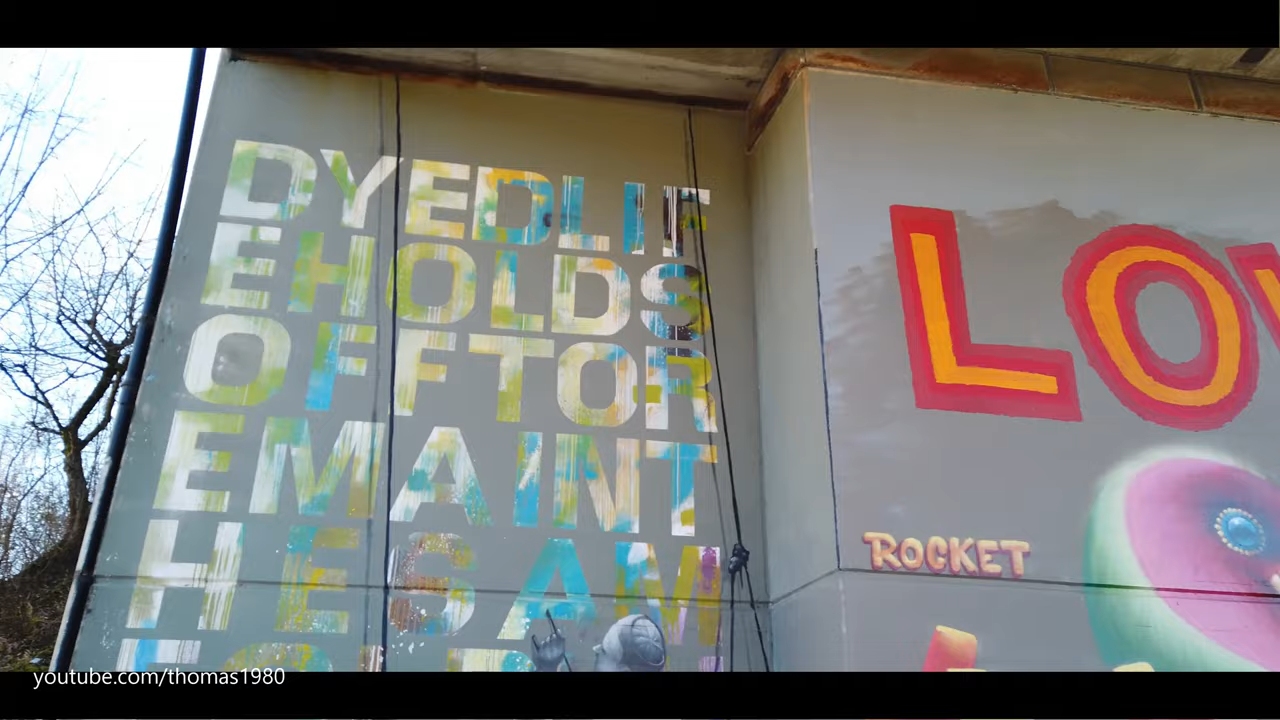 DYEDLIF
EHOLDS
OFFTOR
EMAINT
HESAM
LO
ROCKET
youtube.com/thomas1980